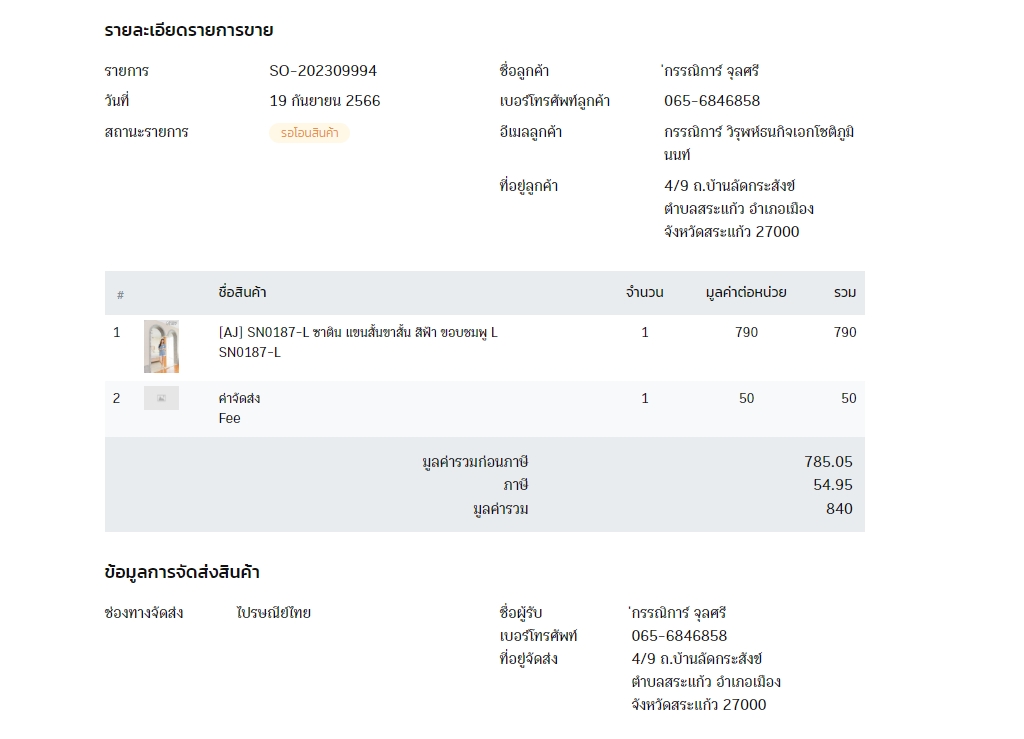 รายละเอียดรายการขาย
รายการ SO-202309994
วันที่ 19 กันยายน 2566
สถานะรายการ รอโอนสินค้า
ชื่อลูกค้า ่กรรณิการ์ จุลศรี
เบอร์โทรศัพท์ลูกค้า 065-6846858
อีเมลลูกค้า กรรณิการ์ วิรุพห์ธนกิจเอกโชติภูมิ
นนท์
ที่อยู่ลูกค้า 4/9 ถ.บ้านลัดกระสังข์
ตำบลสระแก้ว อำเภอเมือง
จังหวัดสระแก้ว 27000
# ชื่อสินค้า จำนวน มูลค่าต่อหน่วย รวม
1 [AJ] SN0187-L ซาติน แขนสั้นขาสั้น สีฟ้า ขอบชมพู L 1 790 790
SN0187-L
2 ค่าจัดส่ง 1 50 50
Fee
มูลค่ารวมก่อนภาษี 785.05
ภาษี 54.95
มูลค่ารวม 840
ข้อมูลการจัดส่งสินค้า
ช่องทางจัดส่ง ไปรษณีย์ไทย
ชื่อผู้รับ ่กรรณิการ์ จุลศรี
เบอร์โทรศัพท์ 065-6846858
ที่อยู่จัดส่ง 4/9 ถ.บ้านลัดกระสังข์
ตำบลสระแก้ว อำเภอเมือง
จังหวัดสระแก้ว 27000